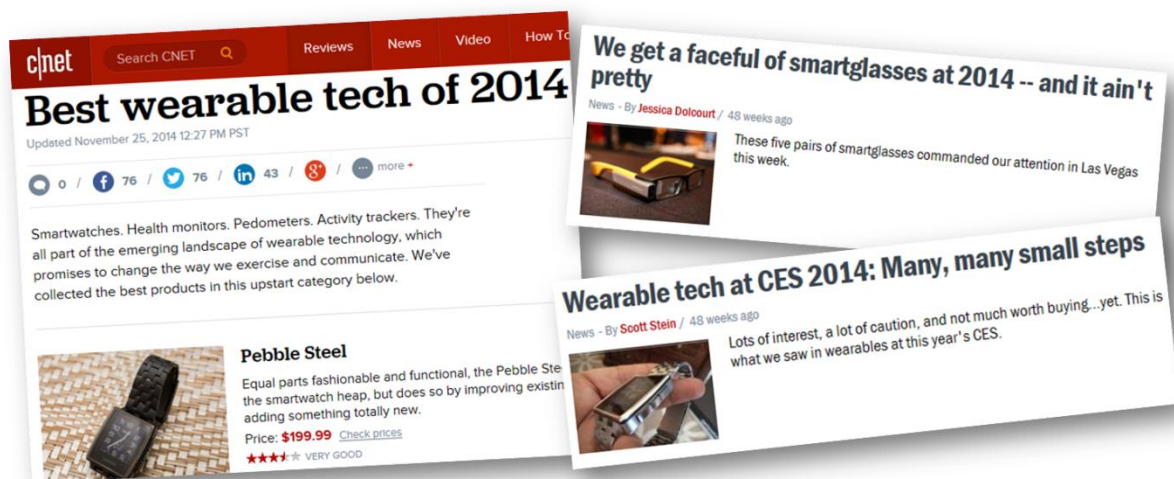 c|net
Search CNET
Reviews
News
Video
How To
Best wearable tech of 2014
Updated November 25, 2014 12:27 PM PST
0 / 76 / 76 / in 43 / g+ / more +
Smartwatches. Health monitors. Pedometers. Activity trackers. They're
all part of the emerging landscape of wearable technology, which
promises to change the way we exercise and communicate. We've
collected the best products in this upstart category below.
Pebble Steel
Equal parts fashionable and functional, the Pebble Ste
the smartwatch heap, but does so by improving existin
adding something totally new.
Price: $199.99 Check prices
VERY GOOD
We get a faceful of smartglasses at 2014 -- and it ain't
pretty
News - By Jessica Dolcourt / 48 weeks ago
These five pairs of smartglasses commanded our attention in Las Vegas
this week.
Wearable tech at CES 2014: Many, many small steps
News - By Scott Stein / 48 weeks ago
Lots of interest, a lot of caution, and not much worth buying...yet. This is
what we saw in wearables at this year's CES.